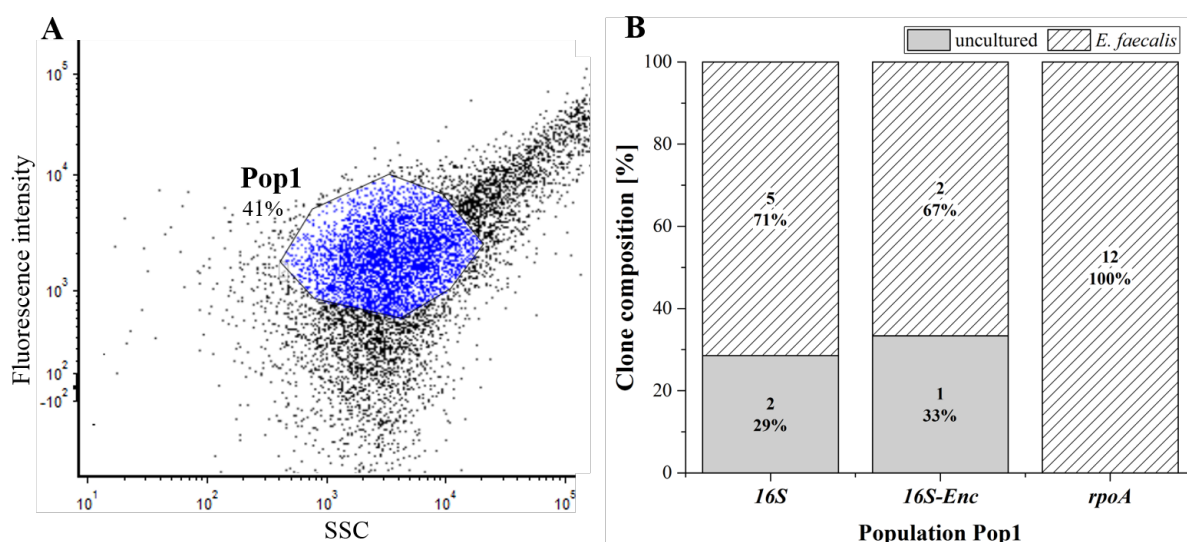 A
Fluorescence intensity
10^5
10^4
10^3
10^2
-10^2
Pop1
41%
10^1 10^2 10^3 10^4 10^5
SSC
B
uncultured E. faecalis
Clone composition [%]
100
80
60
40
20
0
5
71%
2
29%
2
67%
1
33%
12
100%
16S 16S-Enc rpoA
Population Pop1